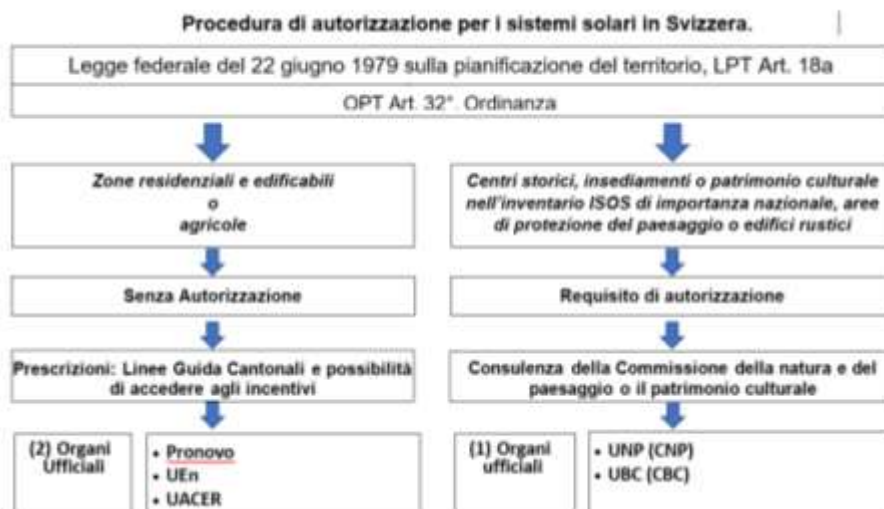 Procedura di autorizzazione per i sistemi solari in Svizzera.
Legge federale del 22 giugno 1979 sulla pianificazione del territorio, LPT Art. 18a
OPT Art. 32°. Ordinanza
Zone residenziali e edificabili
o
agricole
Centri storici, insediamenti o patrimonio culturale
nell'inventario ISOS di importanza nazionale, aree
di protezione del paesaggio o edifici rustici
Senza Autorizzazione
Requisito di autorizzazione
Prescrizioni: Linee Guida Cantonali e possibilità
di accedere agli incentivi
Consulenza della Commissione della natura e del
paesaggio o il patrimonio culturale
(2) Organi
Ufficiali
• Pronovo
• UEn
• UACER
(1) Organi
ufficiali
• UNP (CNP)
• UBC (CBC)